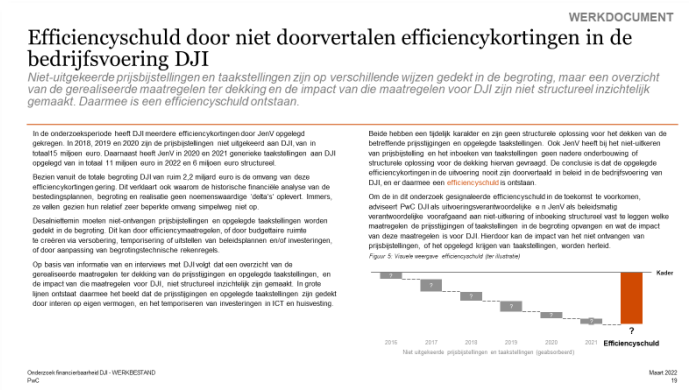 WERKDOCUMENT
Efficiencyschuld door niet doorvertalen efficiencykortingen in de
bedrijfsvoering DJI
Niet-uitgekeerde prijsbijstellingen en taakstellingen zijn op verschillende wijzen gedekt in de begroting, maar een overzicht
van de gerealiseerde maatregelen ter dekking en de impact van die maatregelen voor DJI zijn niet structureel inzichtelijk
gemaakt. Daarmee is een efficiencyschuld ontstaan.
In de onderzoeksperiode heeft DJI meerdere efficiencykortingen door JenV opgelegd
gekregen. In 2018, 2019 en 2020 zijn de prijsbijstellingen niet uitgekeerd aan DJI, van in
totaal15 miljoen euro. Daarnaast heeft JenV in 2020 en 2021 generieke taakstellingen aan DJI
opgelegd van in totaal 11 miljoen euro in 2022 en 6 miljoen euro structureel.
Bezien vanuit de totale begroting DJI van ruim 2,2 miljard euro is de omvang van deze
efficiencykortingen gering. Dit verklaart ook waarom de historische financiële analyse van de
bestedingsplannen, begroting en realisatie geen noemenswaardige 'delta's' oplevert. Immers,
ze vallen gezien hun relatief zeer beperkte omvang simpelweg niet op.
Desalniettemin moeten niet-ontvangen prijsbijstellingen en opgelegde taakstellingen worden
gedekt in de begroting. Dit kan door efficiencymaatregelen, of door budgettaire ruimte
te creëren via versobering, temporisering of uitstellen van beleidsplannen en/of investeringen,
of door aanpassing van begrotingstechnische rekenregels.
Op basis van informatie van en interviews met DJI volgt dat een overzicht van de
gerealiseerde maatregelen ter dekking van de prijsstijgingen en opgelegde taakstellingen, en
de impact van die maatregelen voor DJI, niet structureel inzichtelijk zijn gemaakt. In grote
lijnen ontstaat daarmee het beeld dat de prijsstijgingen en opgelegde taakstellingen zijn gedekt
door interen op eigen vermogen, en het temporiseren van investeringen in ICT en huisvesting.
Beide hebben een tijdelijk karakter en zijn geen structurele oplossing voor het dekken van de
betreffende prijsstijgingen en opgelegde taakstellingen. Ook JenV heeft bij het niet-uitkeren
van prijsbijstelling en het inboeken van taakstellingen geen nadere onderbouwing of
structurele oplossing voor de dekking hiervan gevraagd. De conclusie is dat de opgelegde
efficiencykortingen in de uitvoering nooit zijn doorvertaald in beleid in de bedrijfsvoering van
DJI, en er daarmee een efficiencyschuld is ontstaan.
Om de in dit onderzoek gesignaleerde efficiencyschuld in de toekomst te voorkomen,
adviseert PwC DJI als uitvoeringsverantwoordelijke e n JenV als beleidsmatig
verantwoordelijke voorafgaand aan niet-uitkering of inboeking structureel vast te leggen welke
maatregelen de prijsstijgingen of taakstellingen in de begroting opvangen en wat de impact
van deze maatregelen is voor DJI. Hierdoor kan de impact van het niet ontvangen van
prijsbijstellingen, of het opgelegd krijgen van taakstellingen, worden herleid.
Figuur 5: Visuele weergave efficiencyschuld (ter illustratie)
Kader
? ? ? ? ? ?
?
2016 2017 2018 2019 2020 2021 Efficiencyschuld
Niet uitgekeerde prijsbijstellingen en taakstellingen (geabsorbeerd)
Onderzoek financierbaarheid DJI - WERKBESTAND
PwC
Maart 2022
19